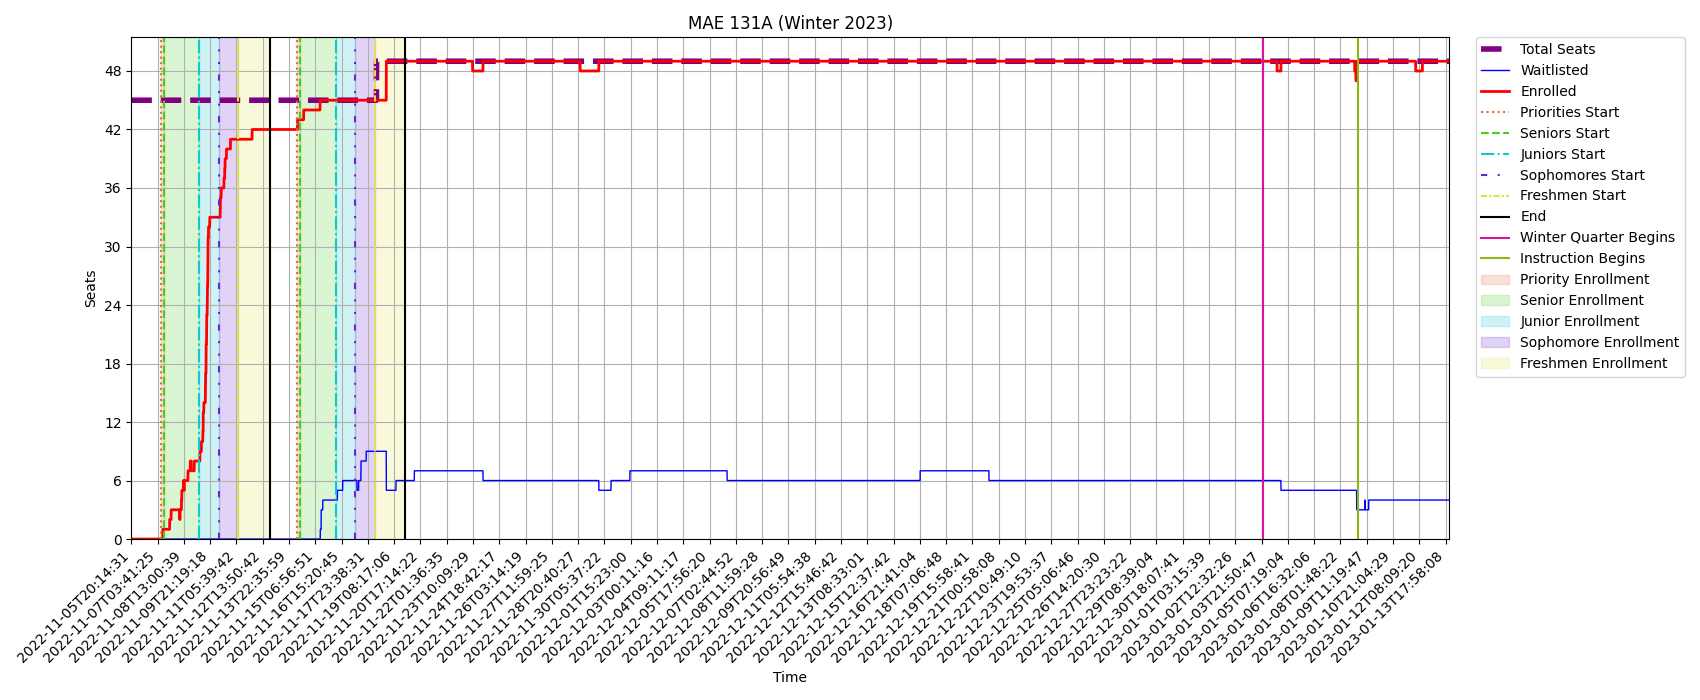 MAE 131A (Winter 2023)
Total Seats
Waitlisted
Enrolled
Priorities Start
Seniors Start
Juniors Start
Sophomores Start
Freshmen Start
End
Winter Quarter Begins
Instruction Begins
Priority Enrollment
Senior Enrollment
Junior Enrollment
Sophomore Enrollment
Freshmen Enrollment
Seats
48
42
36
30
24
18
12
6
0
2022-11-05T20:14:31
2022-11-07T03:41:25
2022-11-08T13:00:39
2022-11-09T21:19:18
2022-11-11T05:39:42
2022-11-12T13:50:42
2022-11-13T22:35:59
2022-11-15T06:56:51
2022-11-16T15:20:45
2022-11-17T23:38:31
2022-11-19T08:17:06
2022-11-20T17:14:22
2022-11-22T01:36:35
2022-11-23T10:09:29
2022-11-24T18:42:17
2022-11-26T03:14:19
2022-11-27T11:59:25
2022-11-28T20:40:27
2022-11-30T05:37:22
2022-12-01T15:23:00
2022-12-03T00:11:16
2022-12-04T09:11:17
2022-12-05T17:56:20
2022-12-07T02:44:52
2022-12-08T11:59:28
2022-12-09T20:56:49
2022-12-11T05:54:38
2022-12-12T15:46:42
2022-12-13T08:33:01
2022-12-15T12:37:42
2022-12-16T21:41:04
2022-12-18T07:06:48
2022-12-19T15:58:41
2022-12-21T00:58:08
2022-12-22T10:49:10
2022-12-23T19:53:37
2022-12-25T05:06:46
2022-12-26T14:20:30
2022-12-27T23:23:22
2022-12-29T08:39:04
2022-12-30T18:07:41
2023-01-01T03:15:39
2023-01-02T12:32:26
2023-01-03T21:50:47
2023-01-05T07:19:04
2023-01-06T16:32:06
2023-01-08T01:48:22
2023-01-09T11:19:47
2023-01-10T21:04:29
2023-01-12T08:09:20
2023-01-13T17:58:08
Time